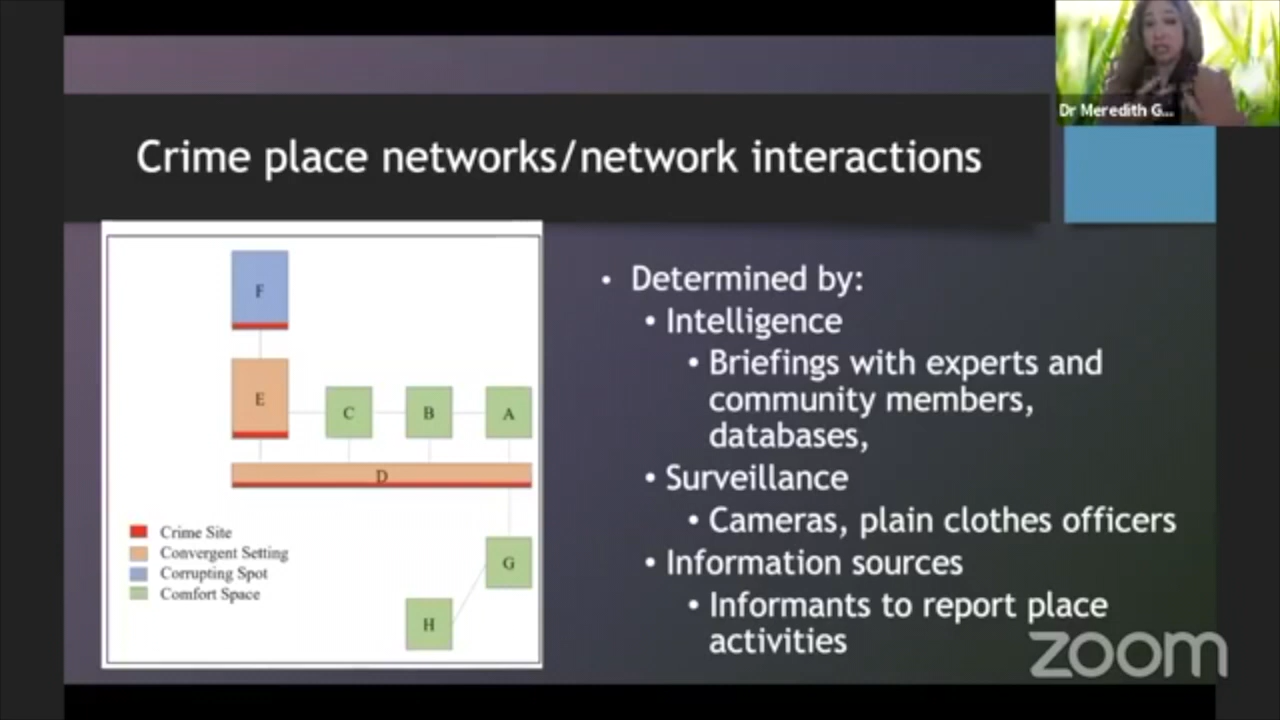 Dr Meredith G...
Crime place networks/network interactions
F
E
C
B
A
D
G
H
Crime Site
Convergent Setting
Corrupting Spot
Comfort Space
• Determined by:
• Intelligence
• Briefings with experts and
community members,
databases,
• Surveillance
• Cameras, plain clothes officers
• Information sources
• Informants to report place
activities
zoom